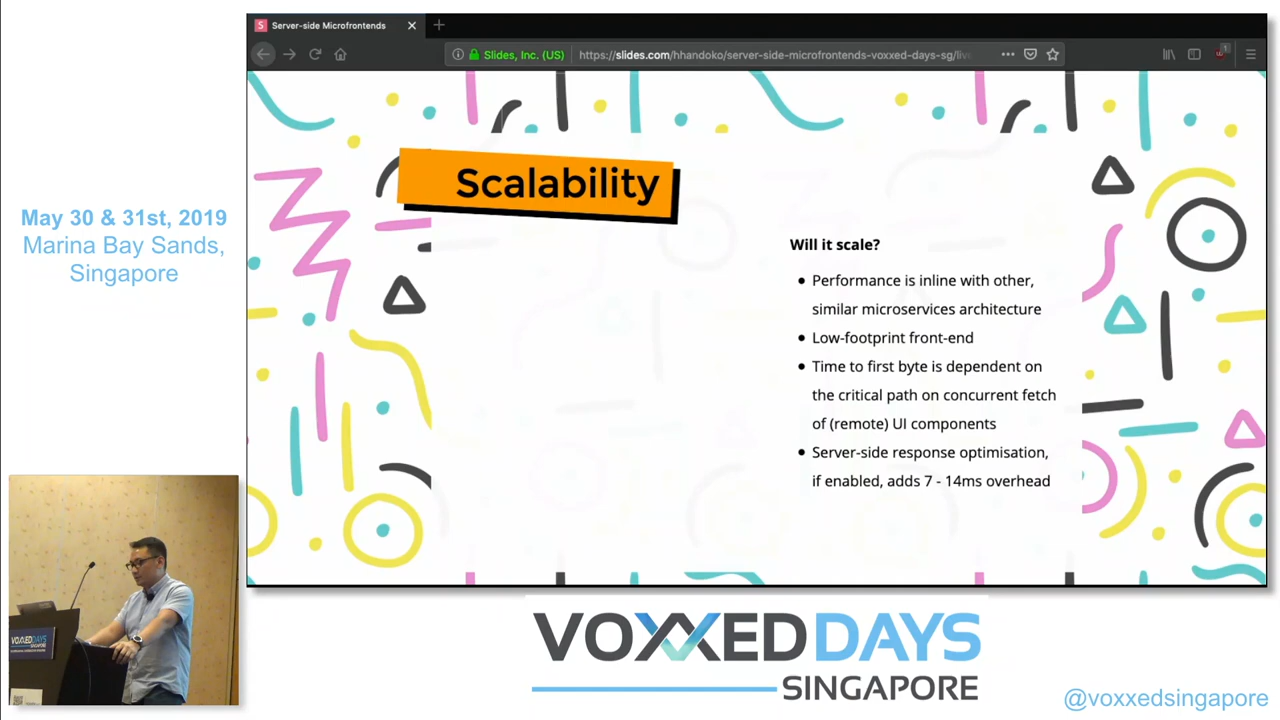 Server-side Microfrontends
Slides, Inc. (US)
https://slides.com/hhandoko/server-side-microfrontends-voxxed-days-sg/live
1
Scalability
Will it scale?
Performance is inline with other,
similar microservices architecture
Low-footprint front-end
Time to first byte is dependent on
the critical path on concurrent fetch
of (remote) UI components
Server-side response optimisation,
if enabled, adds 7 - 14ms overhead
May 30 & 31st, 2019
Marina Bay Sands,
Singapore
VOXXED DAYS
SINGAPORE
VOXXEDDAYS
SINGAPORE
@voxxedsingapore